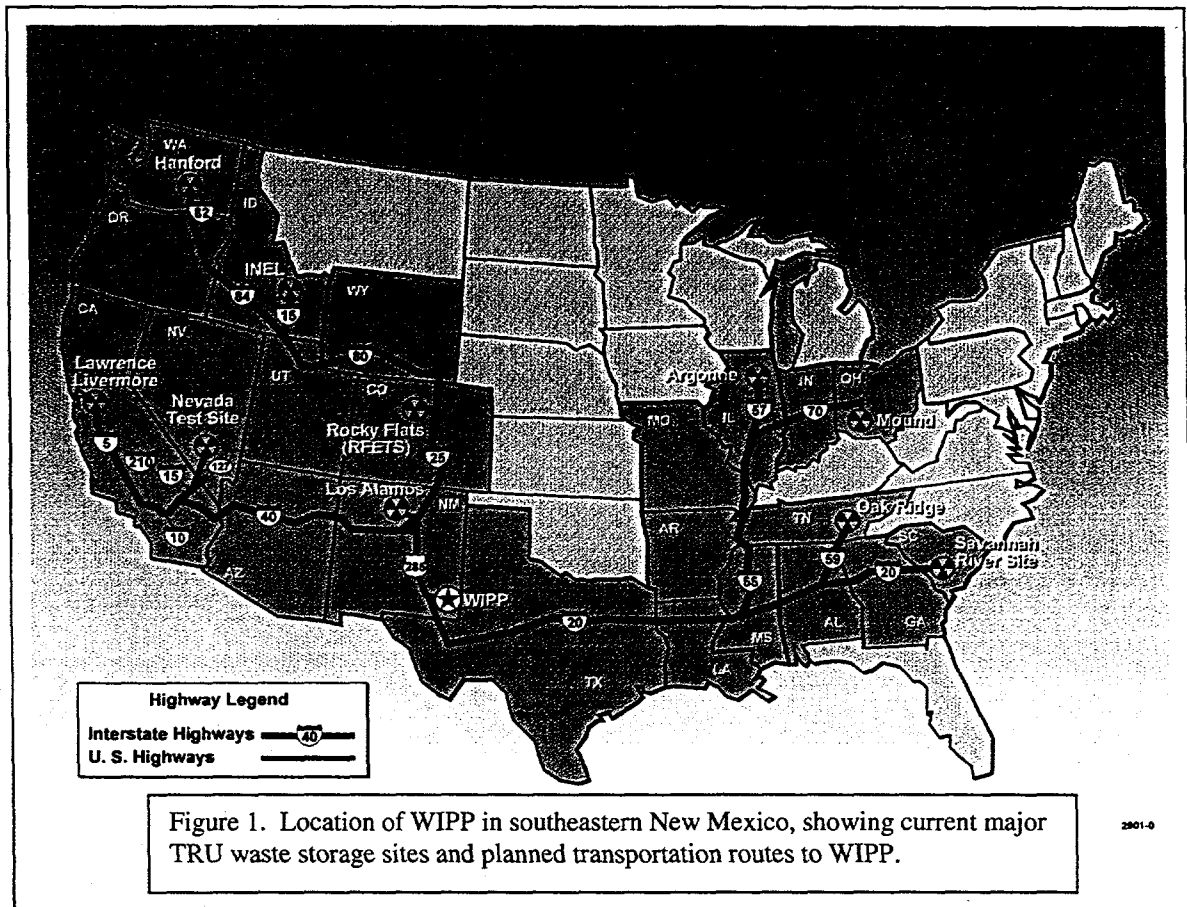 WA
Hanford
82
OR
ID
INEL
84
15
WY
CA
NV
80
Lawrence
Livermore
UT
CO
Argonne
IN
OH
Nevada
Test Site
57
70
Mound
MO
IL
Rocky Flats
(RFETS)
5
25
210
127
15
Los Alamos
NM
Oak Ridge
40
AR
TN
SC
10
Savannah
River Site
59
20
AZ
285
55
WIPP
20
MS
AL
GA
LA
TX
Highway Legend
Interstate Highways 40
U. S. Highways
Figure 1. Location of WIPP in southeastern New Mexico, showing current major
TRU waste storage sites and planned transportation routes to WIPP.
2901-0